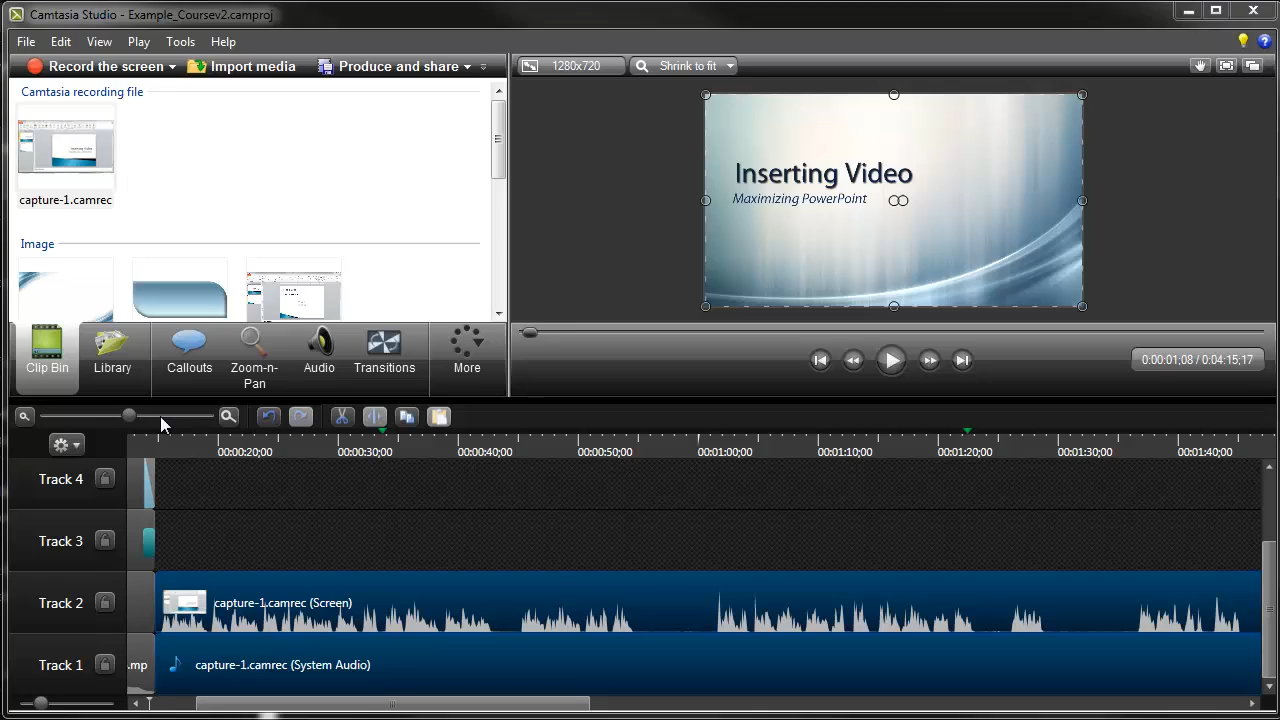 Camtasia Studio - Example_Coursev2.camproj
File Edit View Play Tools Help
Record the screen Import media Produce and share
1280x720 Shrink to fit
Camtasia recording file
capture-1.camrec
Image
Inserting Video
Maximizing PowerPoint
Clip Bin Library Callouts Zoom-n-Pan Audio Transitions More
0:00:01;08 / 0:04:15;17
00:00:20;00 00:00:30;00 00:00:40;00 00:00:50;00 00:01:00;00 00:01:10;00 00:01:20;00 00:01:30;00 00:01:40;00
Track 4
Track 3
Track 2 capture-1.camrec (Screen)
Track 1 .mp capture-1.camrec (System Audio)